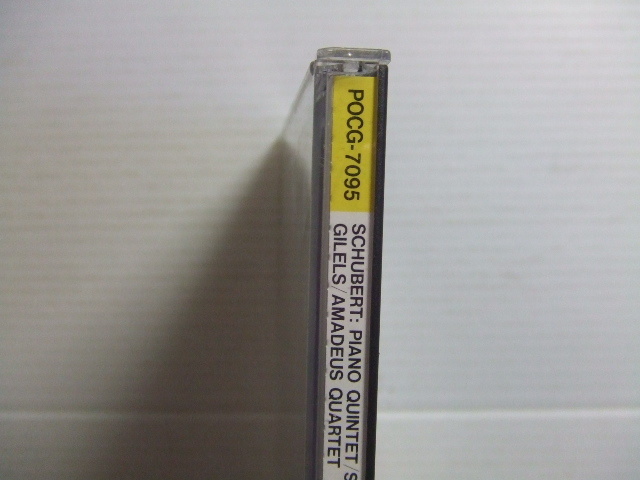 POCG-7095
SCHUBERT: PIANO QUINTET/S
GILELS/AMADEUS QUARTET